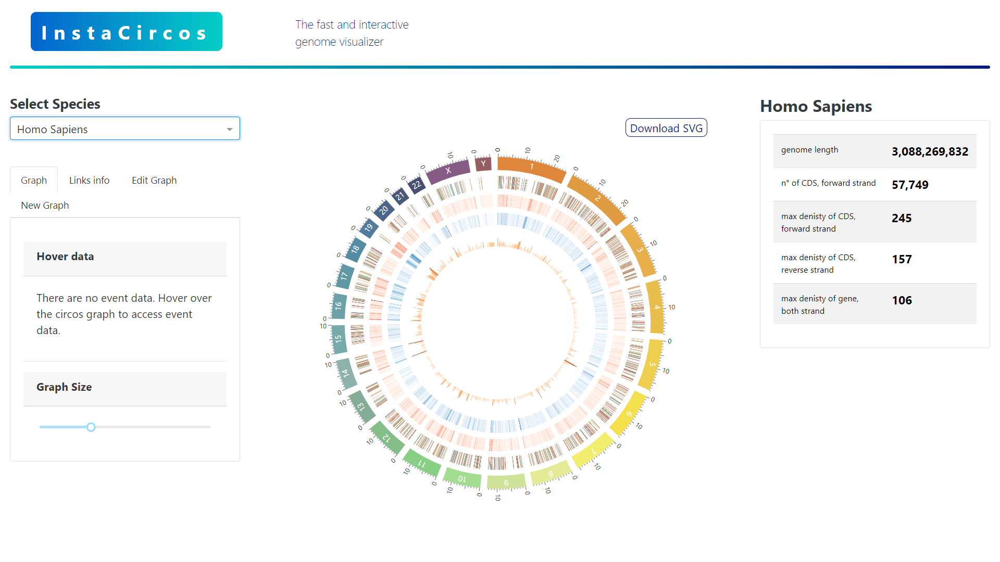 InstaCircos
The fast and interactive
genome visualizer
Select Species
Homo Sapiens
Graph
Links info
Edit Graph
New Graph
Hover data
There are no event data. Hover over
the circos graph to access event
data.
Graph Size
Download SVG
0
10
20
1
0
10
20
2
0
10
3
0
10
4
0
10
5
0
10
6
0
10
7
0
10
8
0
10
9
0
10
10
0
10
11
0
10
12
0
10
13
0
10
14
0
10
15
0
16
0
17
0
18
0
19
0
20
0
21
0
22
0
10
X
0
Y
Homo Sapiens
genome length 3,088,269,832
n° of CDS, forward strand 57,749
max denisty of CDS,
forward strand 245
max denisty of CDS,
reverse strand 157
max denisty of gene,
both strand 106